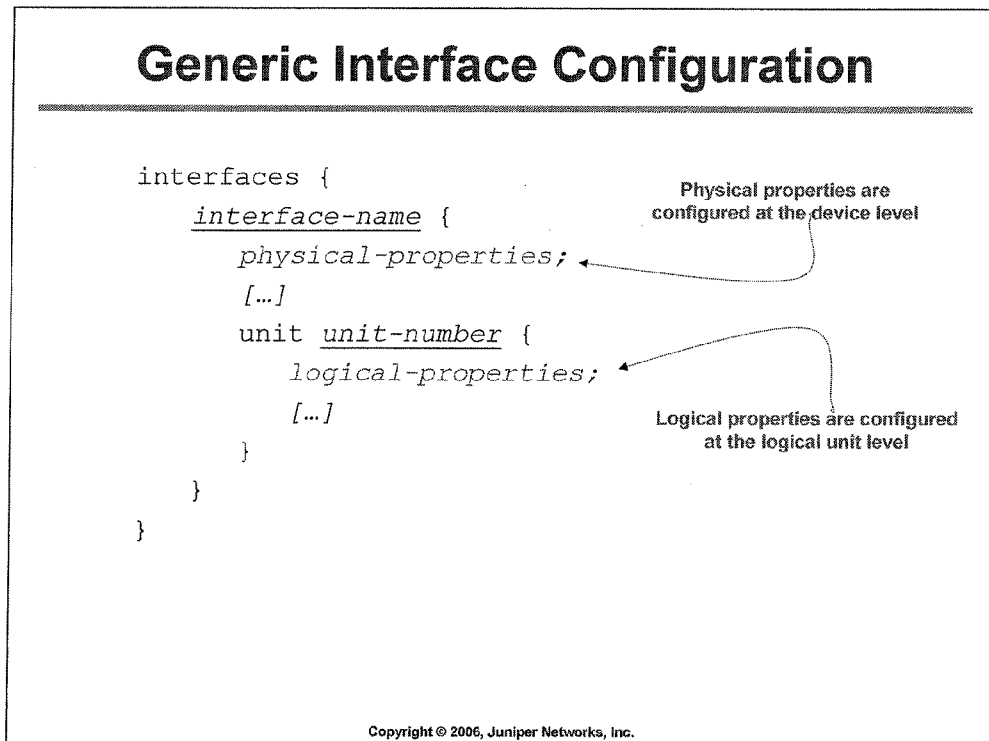 Generic Interface Configuration
interfaces {
interface-name {
physical-properties;
[…]
unit unit-number {
logical-properties;
[…]
}
}
}
Physical properties are
configured at the device level
Logical properties are configured
at the logical unit level
Copyright © 2006, Juniper Networks, Inc.